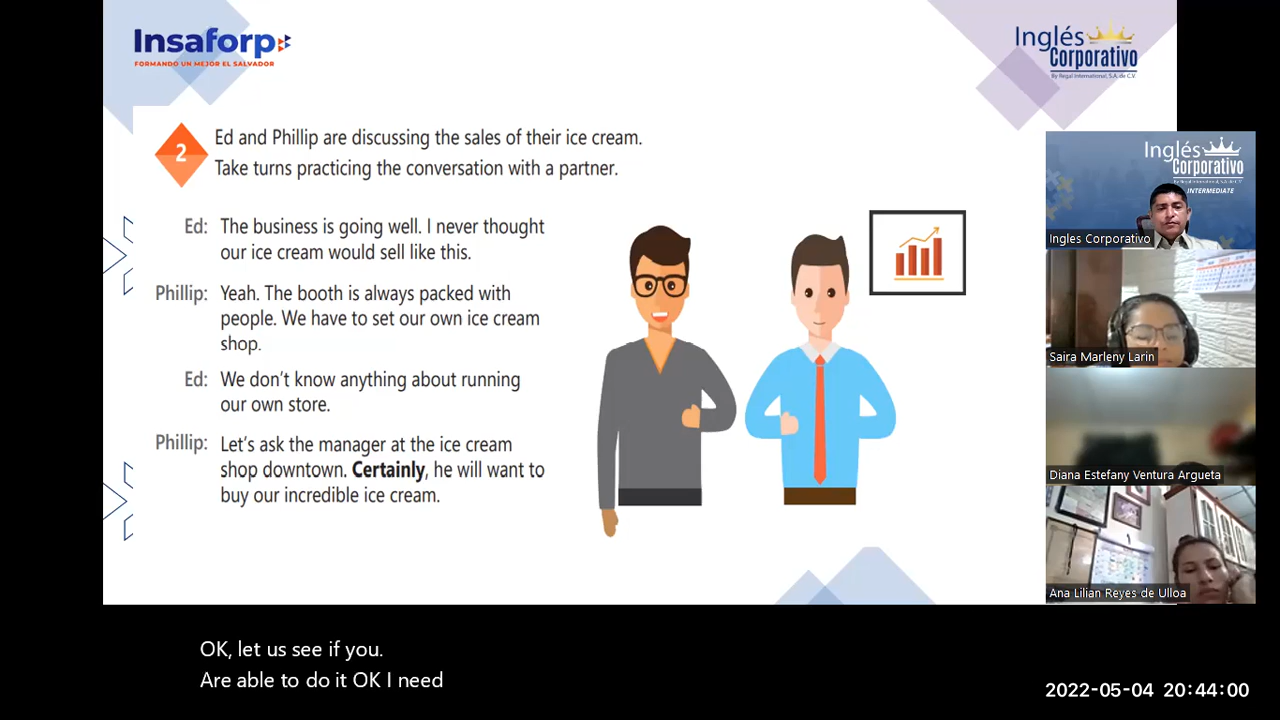 Insaforp
FORMANDO UN MEJOR EL SALVADOR
Inglés
Corporativo
By Regal International, S.A. de C.V.
2
Ed and Phillip are discussing the sales of their ice cream.
Take turns practicing the conversation with a partner.
Ed: The business is going well. I never thought
our ice cream would sell like this.
Phillip: Yeah. The booth is always packed with
people. We have to set our own ice cream
shop.
Ed: We don't know anything about running
our own store.
Phillip: Let's ask the manager at the ice cream
shop downtown. Certainly, he will want to
buy our incredible ice cream.
Inglés
Corporativo
INTERMEDIATE
Ingles Corporativo
Saira Marleny Larin
Diana Estefany Ventura Argueta
Ana Lilian Reyes de Ulloa
OK, let us see if you.
Are able to do it OK I need
2022-05-04 20:44:00